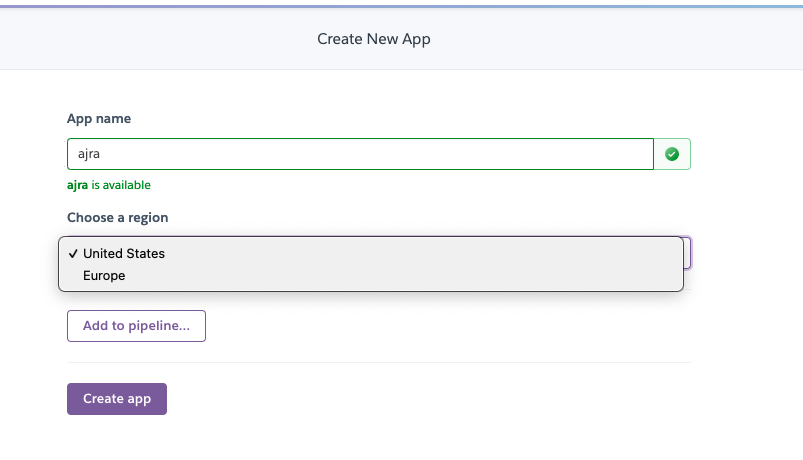 Create New App
App name
ajra
ajra is available
Choose a region
✓ United States
Europe
Add to pipeline...
Create app